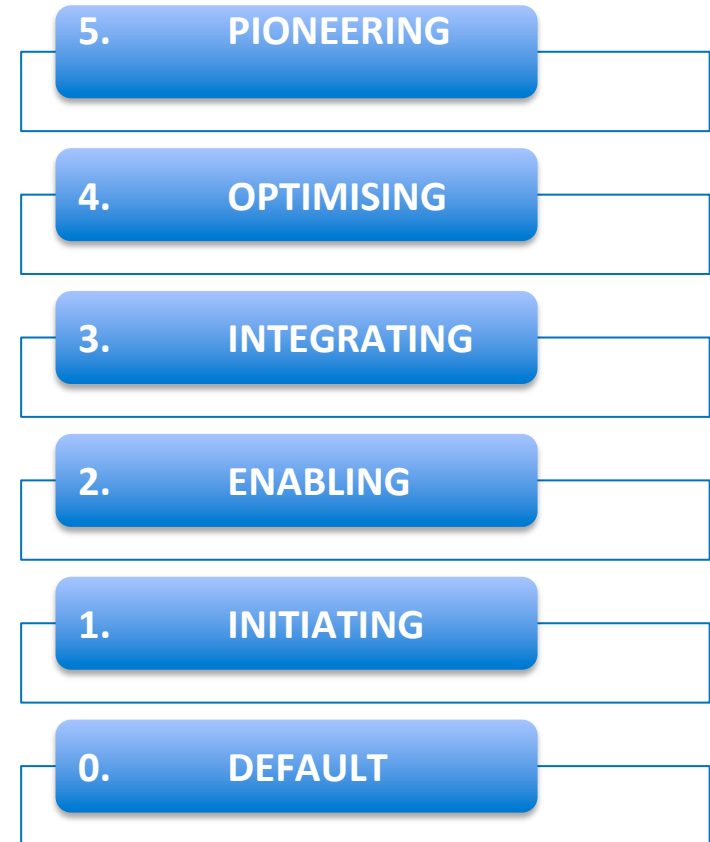 5. PIONEERING
4. OPTIMISING
3. INTEGRATING
2. ENABLING
1. INITIATING
0. DEFAULT